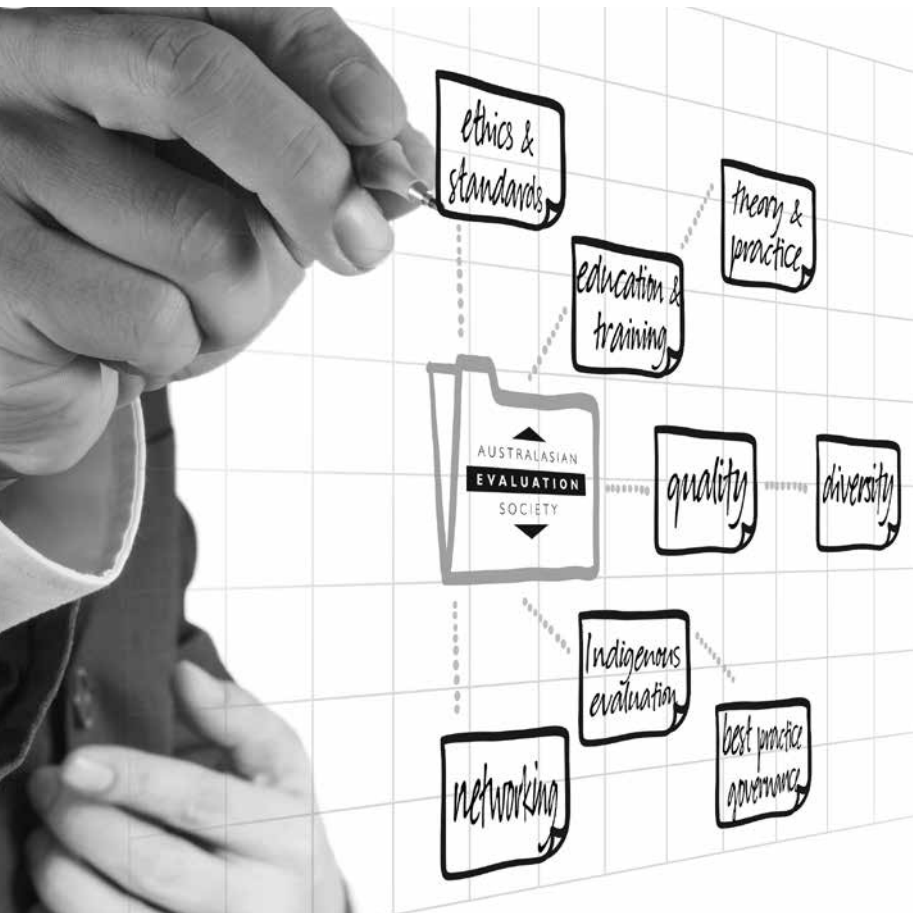 ethics &
standards
theory &
practice
education &
training
AUSTRALASIAN
EVALUATION
SOCIETY
quality
diversity
Indigenous
evaluation
best practice
governance
networking